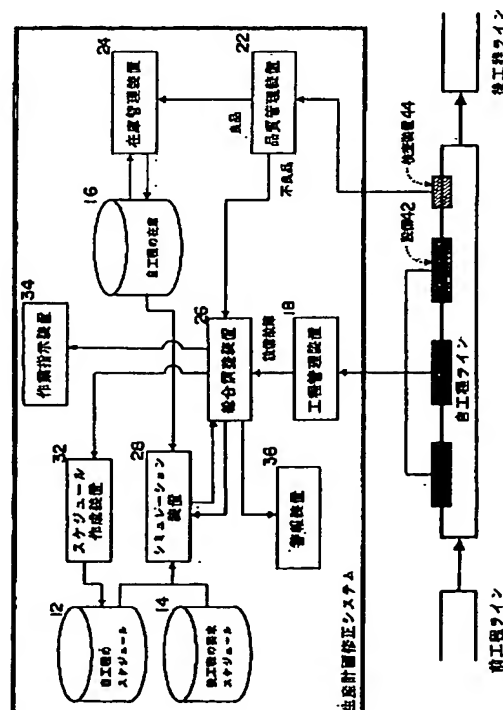 生産計画修正システム
12
自工程の
スケジュール
14
後工程の要求
スケジュール
32
スケジュール
作成装置
28
シミュレーション
装置
34
作業指示装置
16
自工程の在庫
26
総合調整装置
36
警報装置
24
在庫管理装置
良品
22
品質管理装置
不良品
設備故障
18
工程管理装置
前工程ライン
自工程ライン
設備42
検査装置44
後工程ライン